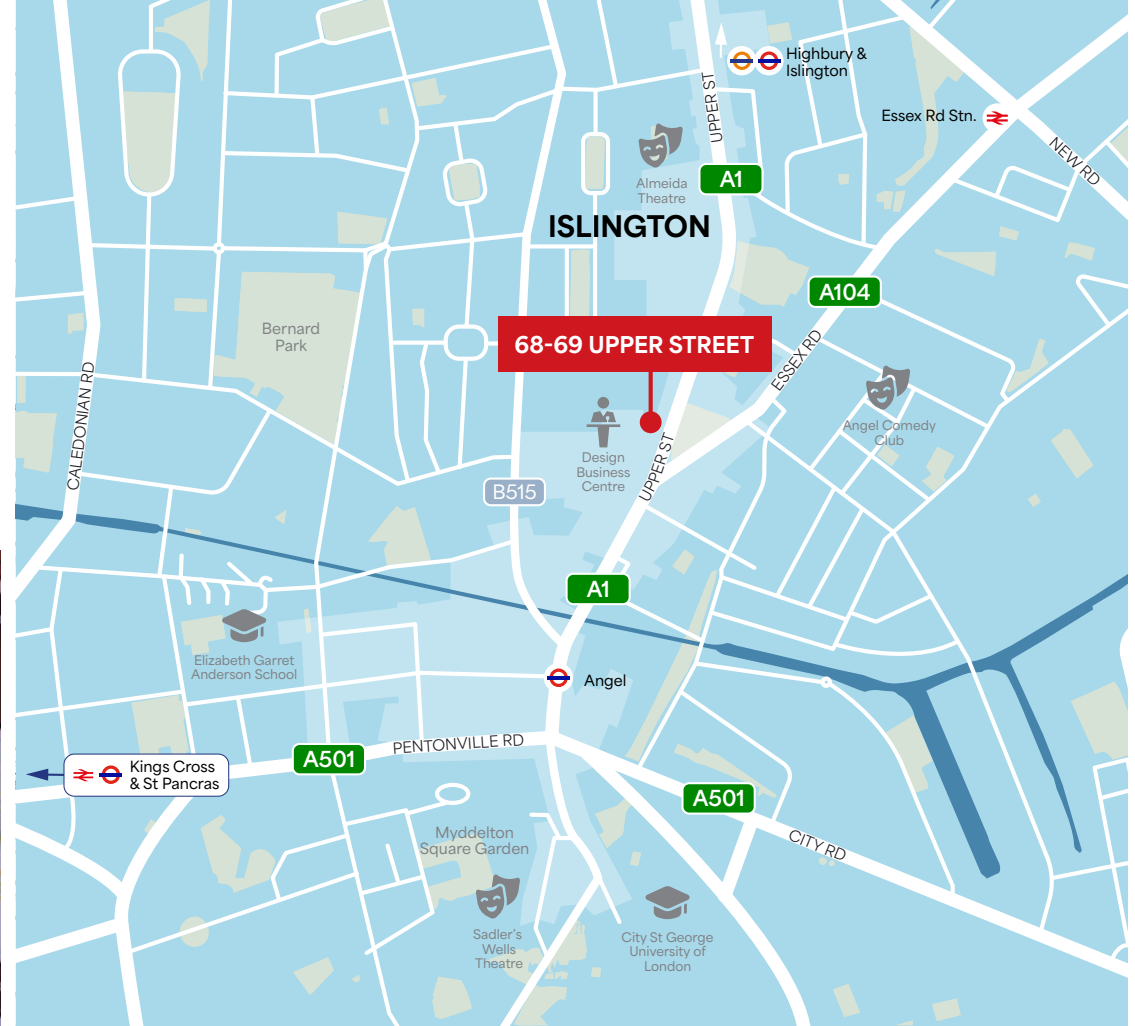 Highbury &
Islington
UPPER ST
Essex Rd Stn.
NEW RD
Almeida
Theatre
A1
ISLINGTON
A104
Bernard
Park
68-69 UPPER STREET
ESSEX RD
CALEDONIAN RD
Angel Comedy
Club
Design
Business
Centre
UPPER ST
B515
A1
Elizabeth Garret
Anderson School
Angel
PENTONVILLE RD
A501
Kings Cross
& St Pancras
A501
CITY RD
Myddelton
Square Garden
Sadler's
Wells
Theatre
City St George
University of
London